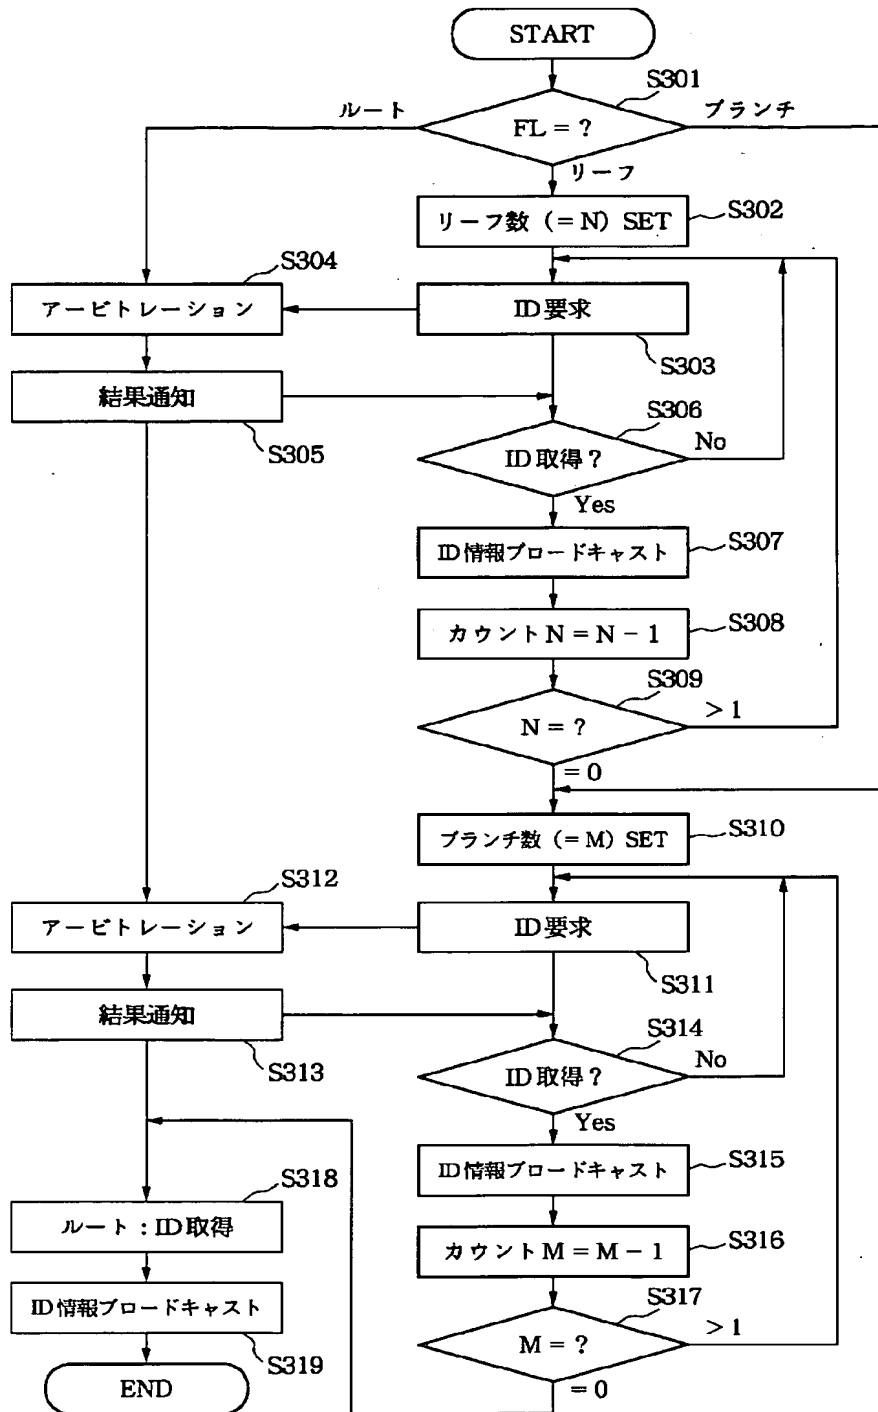 START
S301
ルート
FL = ?
ブランチ
リーフ
リーフ数 (= N) SET
S302
S304
アービトレーション
ID要求
S303
結果通知
S305
S306
ID取得?
No
Yes
ID情報ブロードキャスト
S307
カウントN = N - 1
S308
S309
N = ?
> 1
= 0
ブランチ数 (= M) SET
S310
S312
アービトレーション
ID要求
S311
結果通知
S313
S314
ID取得?
No
Yes
ID情報ブロードキャスト
S315
S318
ルート:ID取得
カウントM = M - 1
S316
ID情報ブロードキャスト
S319
S317
M = ?
> 1
= 0
END